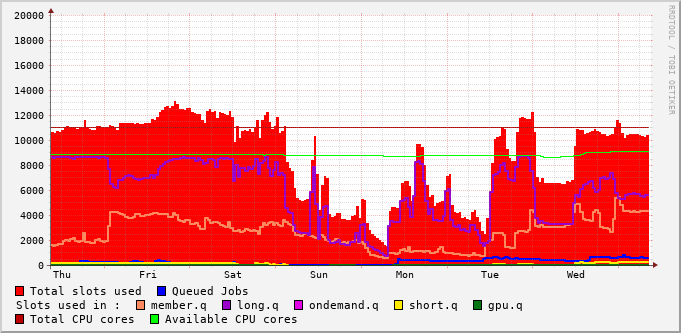 RRDTOOL / TOBI OETIKER
20000
18000
16000
14000
12000
10000
8000
6000
4000
2000
0
Thu Fri Sat Sun Mon Tue Wed
Total slots used Queued Jobs
Slots used in : member.q long.q ondemand.q short.q gpu.q
Total CPU cores Available CPU cores